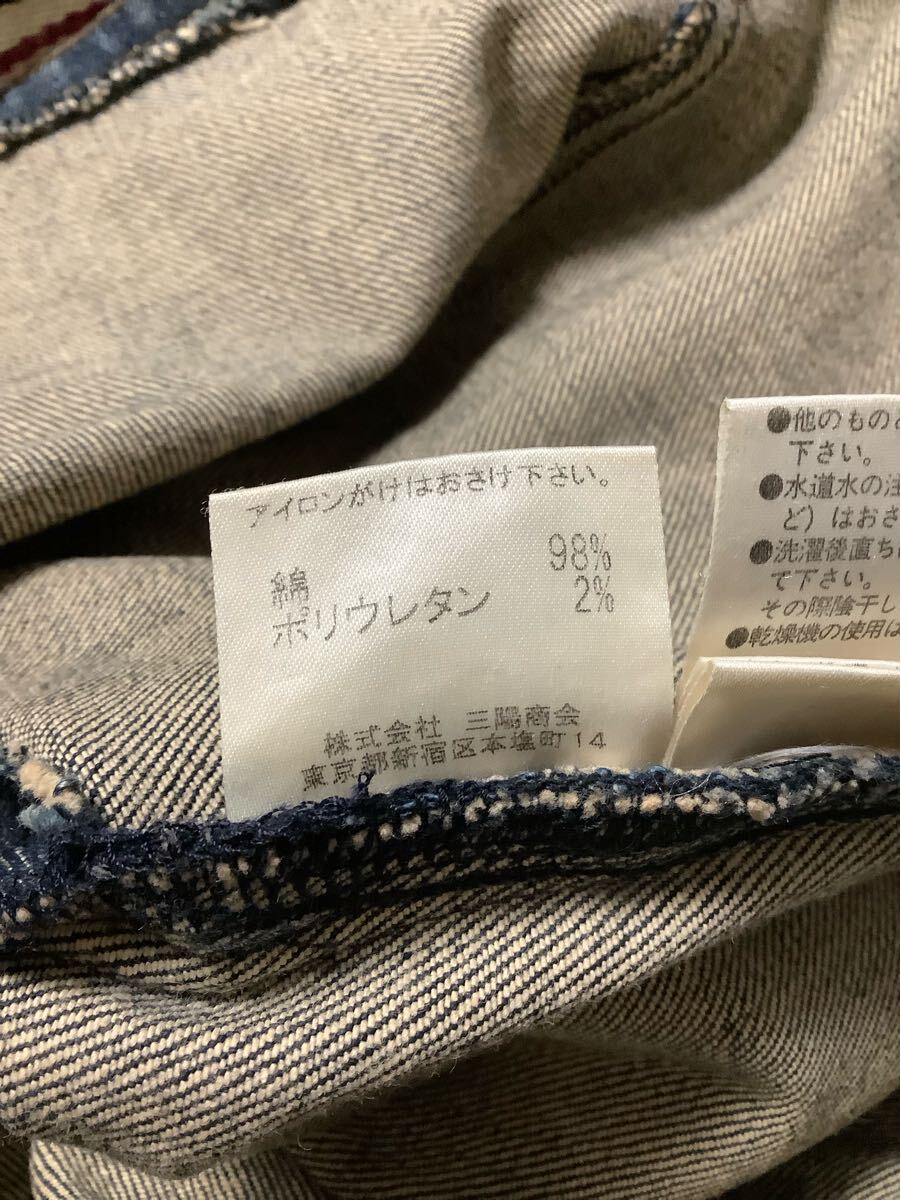 アイロンがけはおさけ下さい。
綿 98%
ポリウレタン 2%
株式会社 三陽商会
東京都新宿区本塩町14
●他のものと
下さい。
●水道水の注
ど）はおさ
●洗濯後直ち
て下さい。
その際陰干し
●乾燥機の使用は